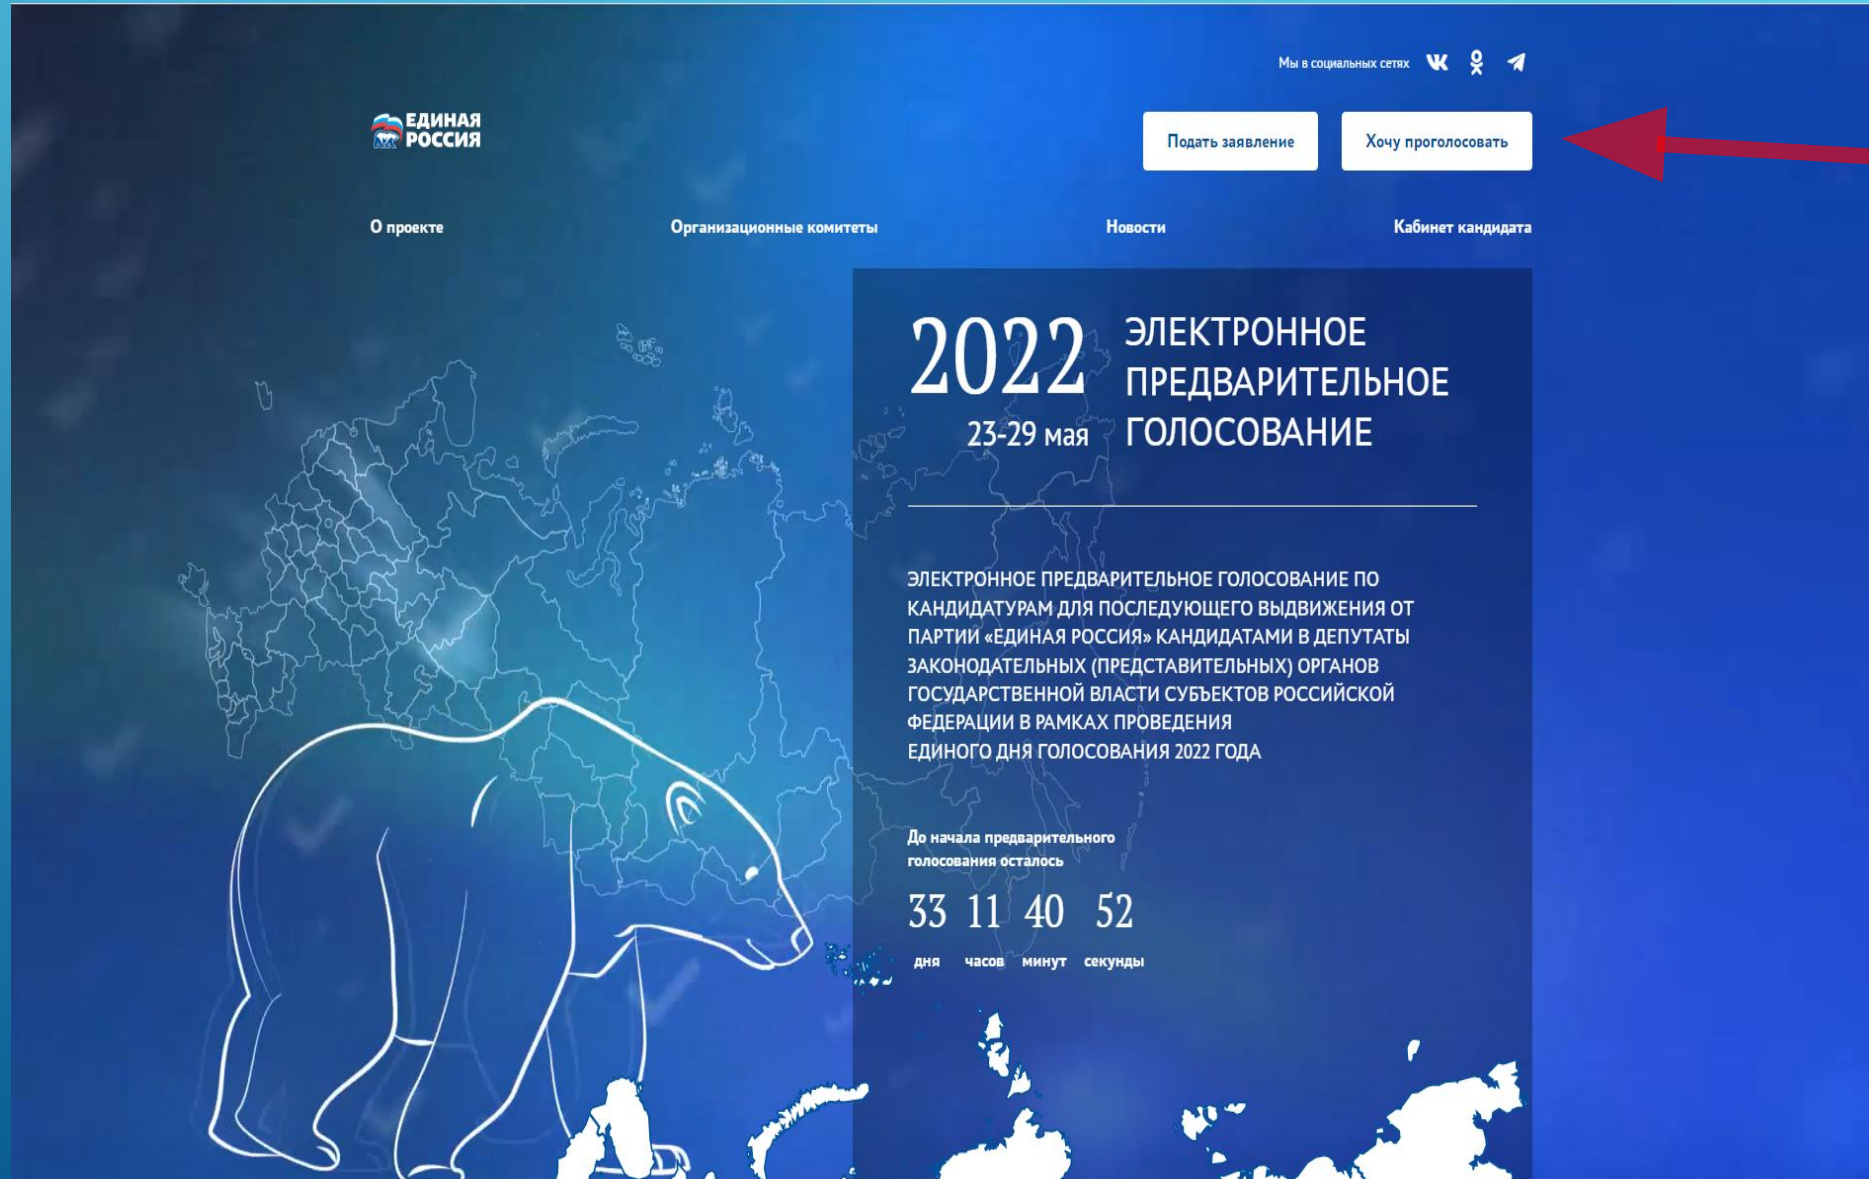 Мы в социальных сетях
ЕДИНАЯ
РОССИЯ
Подать заявление
Хочу проголосовать
О проекте
Организационные комитеты
Новости
Кабинет кандидата
2022
23-29 мая
ЭЛЕКТРОННОЕ
ПРЕДВАРИТЕЛЬНОЕ
ГОЛОСОВАНИЕ
ЭЛЕКТРОННОЕ ПРЕДВАРИТЕЛЬНОЕ ГОЛОСОВАНИЕ ПО
КАНДИДАТУРАМ ДЛЯ ПОСЛЕДУЮЩЕГО ВЫДВИЖЕНИЯ ОТ
ПАРТИИ «ЕДИНАЯ РОССИЯ» КАНДИДАТАМИ В ДЕПУТАТЫ
ЗАКОНОДАТЕЛЬНЫХ (ПРЕДСТАВИТЕЛЬНЫХ) ОРГАНОВ
ГОСУДАРСТВЕННОЙ ВЛАСТИ СУБЪЕКТОВ РОССИЙСКОЙ
ФЕДЕРАЦИИ В РАМКАХ ПРОВЕДЕНИЯ
ЕДИНОГО ДНЯ ГОЛОСОВАНИЯ 2022 ГОДА
До начала предварительного
голосования осталось
33 11 40 52
дня часов минут секунды